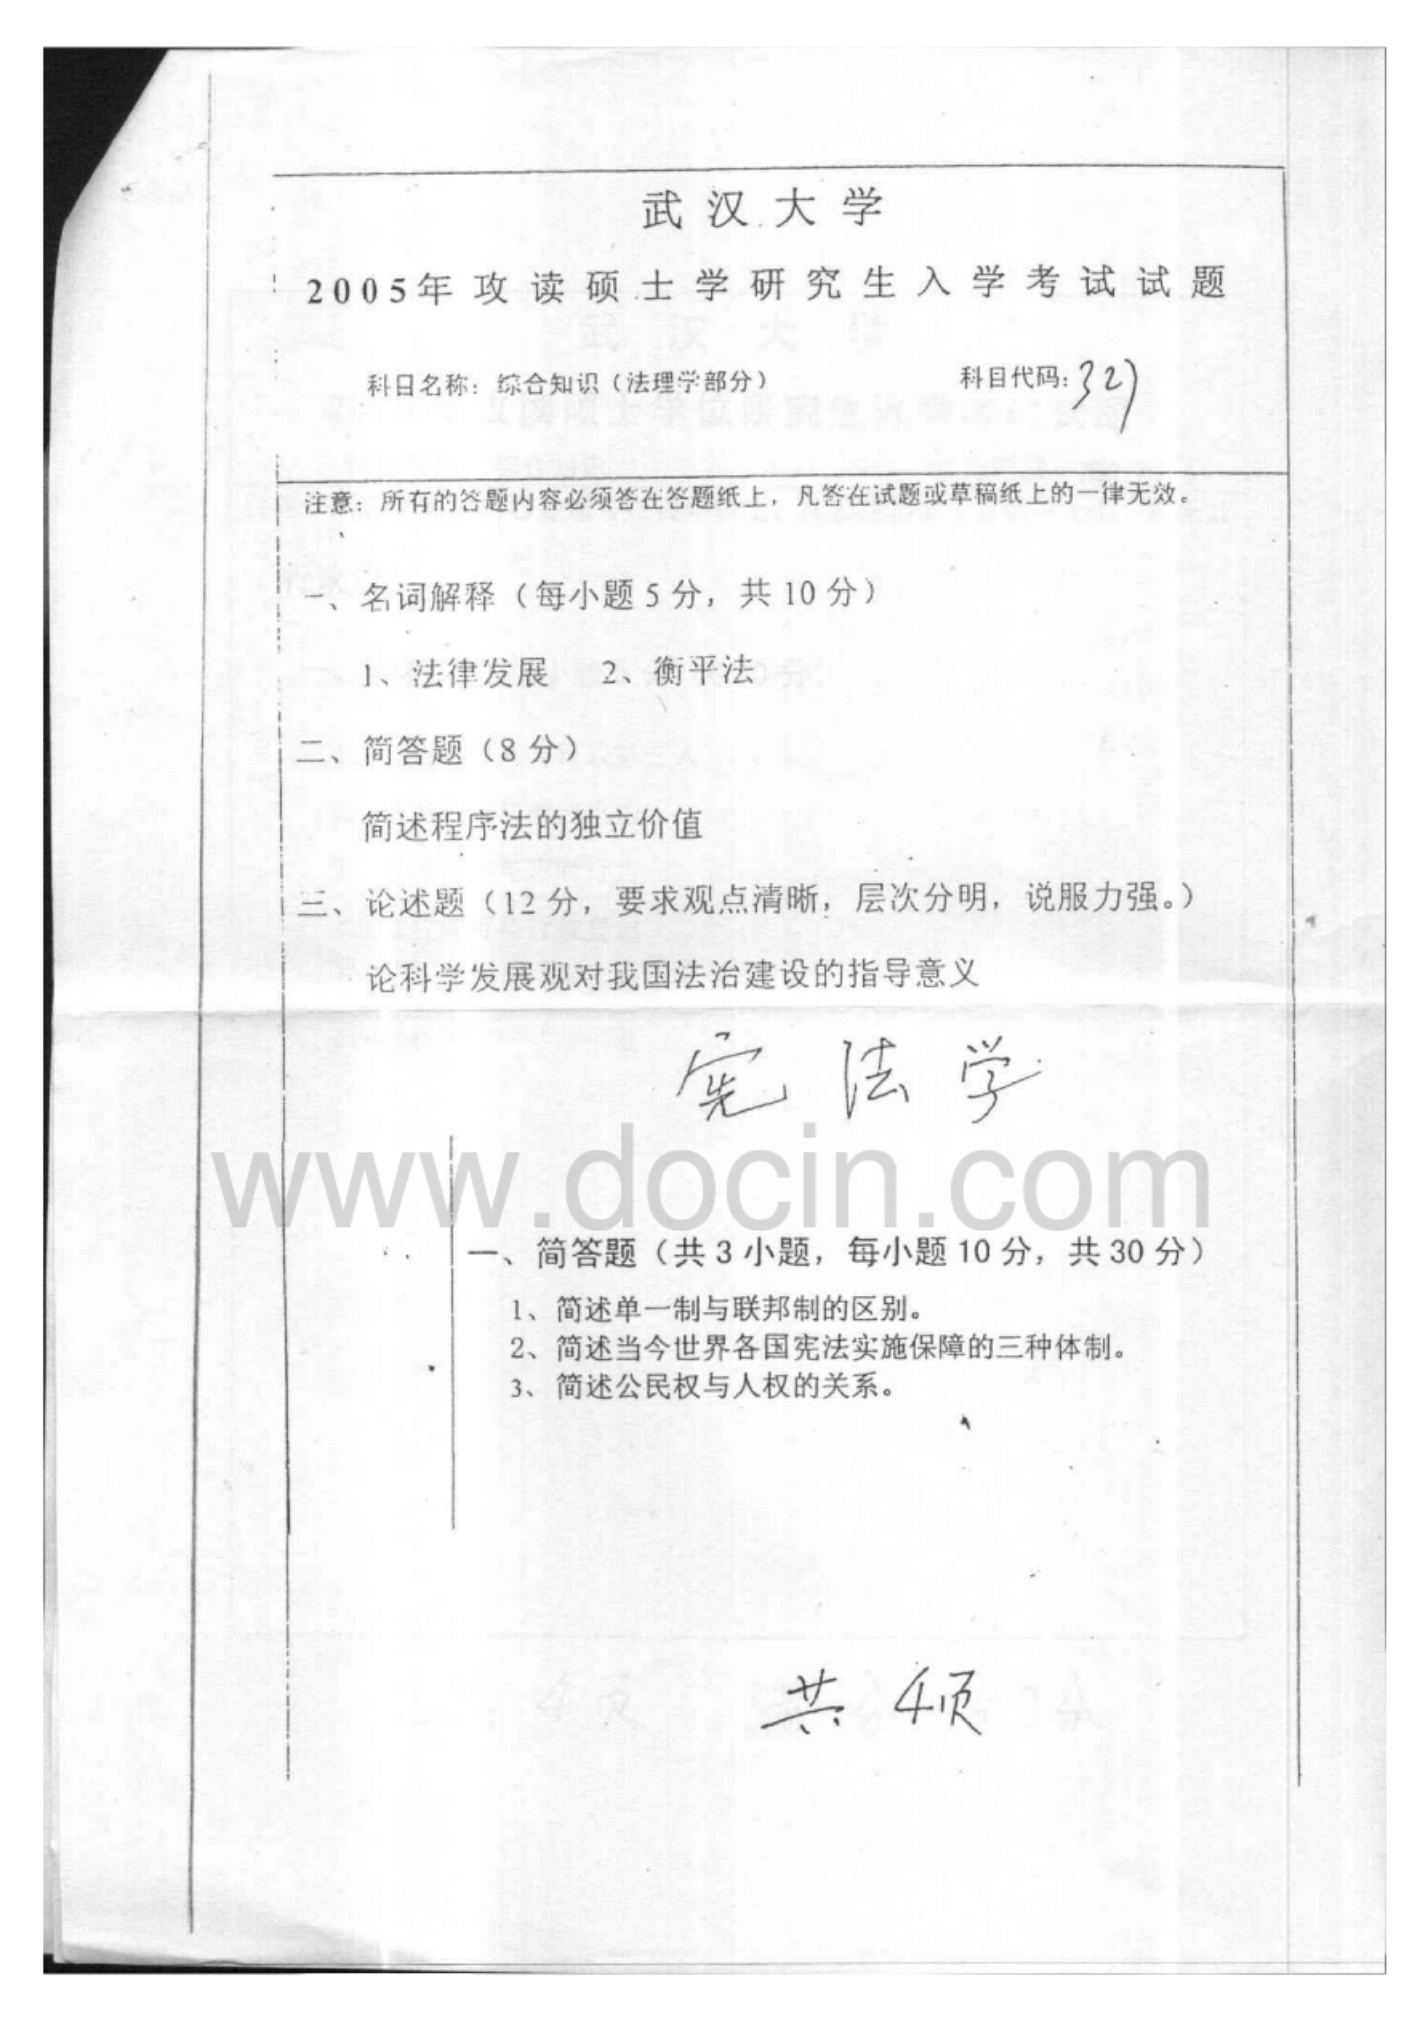 武汉大学
2005年攻读硕士学研究生入学考试试题
科目名称：综合知识（法理学部分） 科目代码：327
注意：所有的答题内容必须答在答题纸上，凡答在试题或草稿纸上的一律无效。
一、名词解释（每小题5分，共10分）
1、法律发展 2、衡平法
二、简答题（8分）
简述程序法的独立价值
三、论述题（12分，要求观点清晰，层次分明，说服力强。）
论科学发展观对我国法治建设的指导意义
宪法学
www.docin.com
一、简答题（共3小题，每小题10分，共30分）
1、简述单一制与联邦制的区别。
2、简述当今世界各国宪法实施保障的三种体制。
3、简述公民权与人权的关系。
共4页